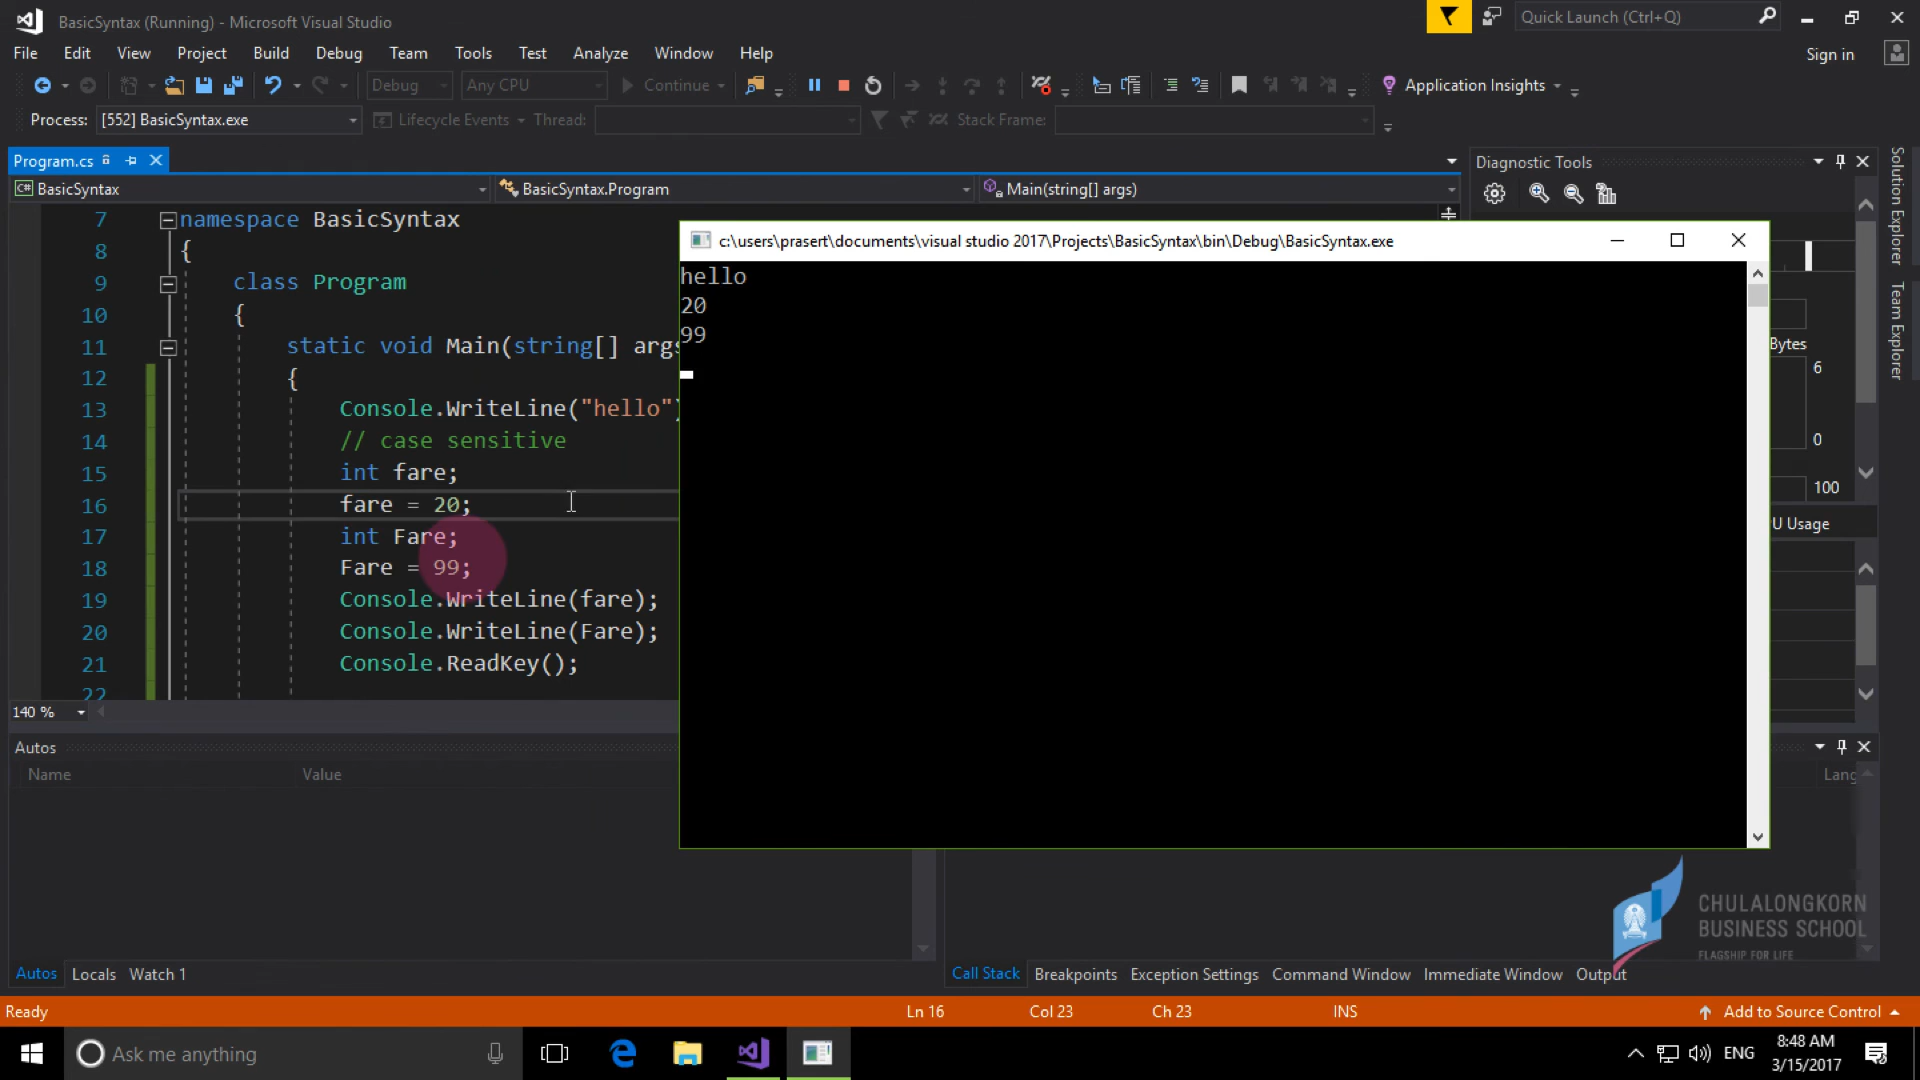 BasicSyntax (Running) - Microsoft Visual Studio
Quick Launch (Ctrl+Q)
File Edit View Project Build Debug Team Tools Test Analyze Window Help
Sign in
Debug Any CPU Continue Application Insights
Process: [552] BasicSyntax.exe Lifecycle Events Thread: Stack Frame:
Program.cs
Diagnostic Tools
Solution Explorer
Team Explorer
C# BasicSyntax BasicSyntax.Program Main(string[] args)
7 namespace BasicSyntax
8 {
9 class Program
10 {
11 static void Main(string[] args
12 {
13 Console.WriteLine("hello")
14 // case sensitive
15 int fare;
16 fare = 20;
17 int Fare;
18 Fare = 99;
19 Console.WriteLine(fare);
20 Console.WriteLine(Fare);
21 Console.ReadKey();
22
c:\users\prasert\documents\visual studio 2017\Projects\BasicSyntax\bin\Debug\BasicSyntax.exe
hello
20
99
Bytes
6
0
100
U Usage
140 %
Autos
Name Value
Lang
Autos Locals Watch 1
Call Stack Breakpoints Exception Settings Command Window Immediate Window Output
CHULALONGKORN
BUSINESS SCHOOL
FLAGSHIP FOR LIFE
Ready Ln 16 Col 23 Ch 23 INS Add to Source Control
Ask me anything
ENG
8:48 AM
3/15/2017